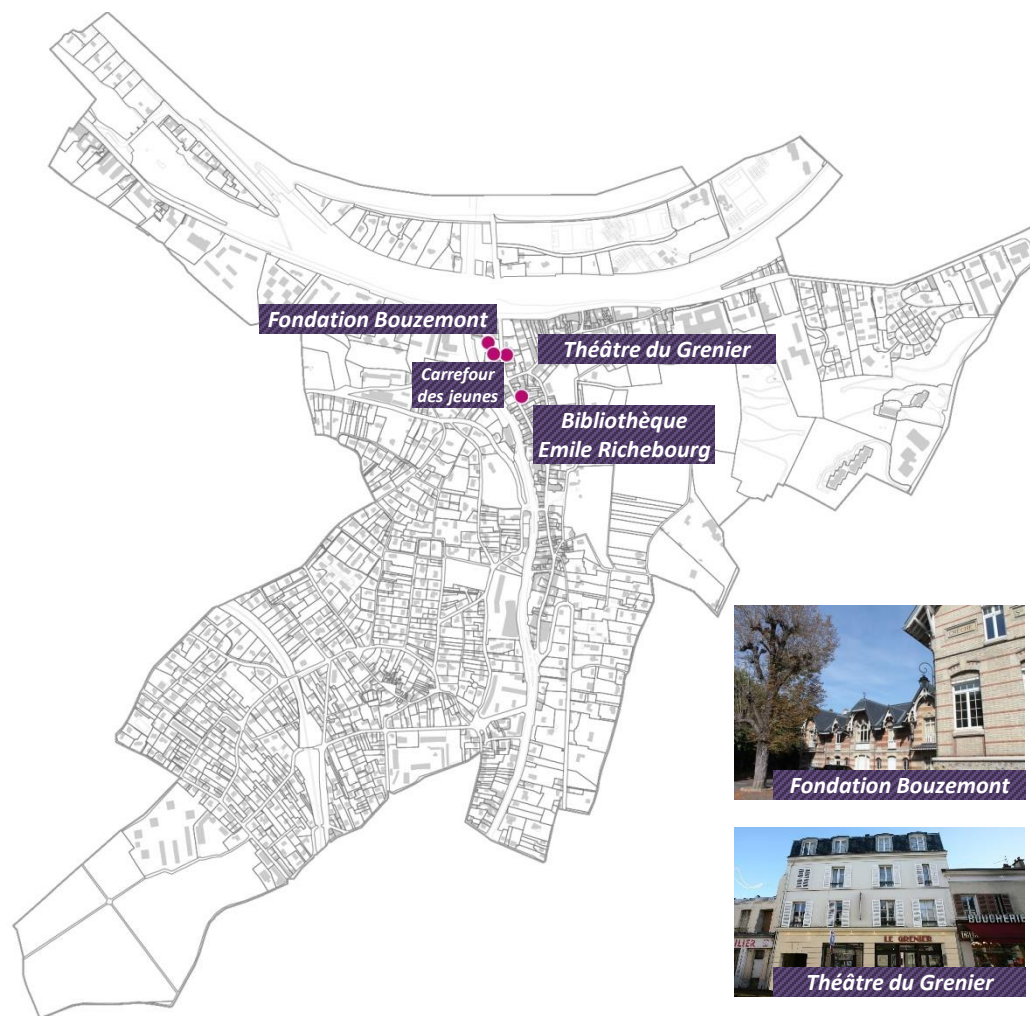 Fondation Bouzemont
Théâtre du Grenier
Carrefour
des jeunes
Bibliothèque
Emile Richebourg
Fondation Bouzemont
LE GRENIER
BOUCHERIE
Théâtre du Grenier